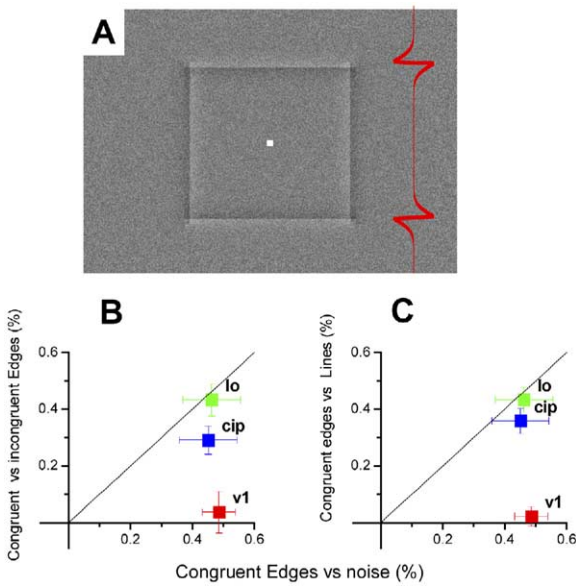 A
B
C
Congruent vs incongruent Edges (%)
0.6
0.4
0.2
lo
cip
v1
0
0.2
0.4
0.6
Congruent edges vs Lines (%)
0.6
0.4
0.2
lo
cip
v1
0
0.2
0.4
0.6
Congruent Edges vs noise (%)